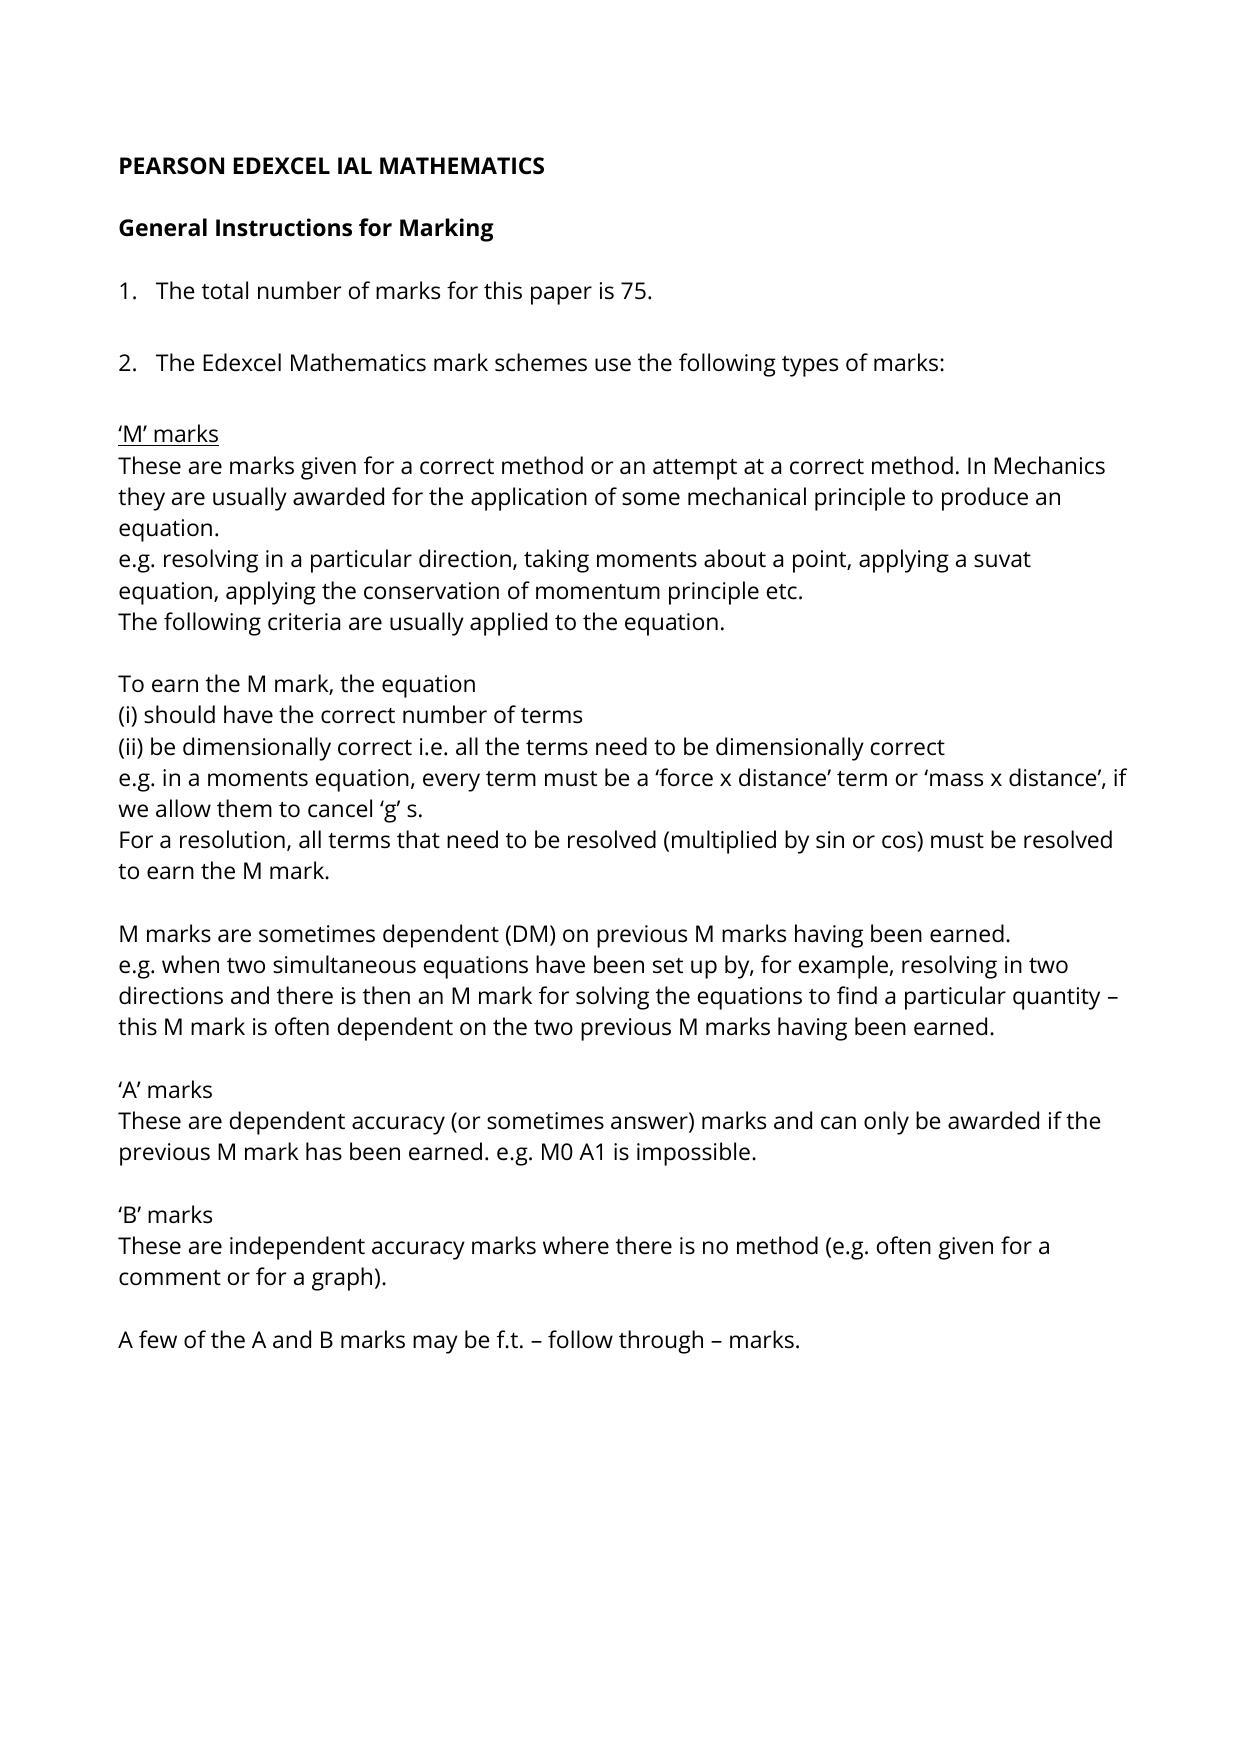 PEARSON EDEXCEL IAL MATHEMATICS
General Instructions for Marking
1. The total number of marks for this paper is 75.
2. The Edexcel Mathematics mark schemes use the following types of marks:
‘M’ marks
These are marks given for a correct method or an attempt at a correct method. In Mechanics
they are usually awarded for the application of some mechanical principle to produce an
equation.
e.g. resolving in a particular direction, taking moments about a point, applying a suvat
equation, applying the conservation of momentum principle etc.
The following criteria are usually applied to the equation.
To earn the M mark, the equation
(i) should have the correct number of terms
(ii) be dimensionally correct i.e. all the terms need to be dimensionally correct
e.g. in a moments equation, every term must be a ‘force x distance’ term or ‘mass x distance’, if
we allow them to cancel ‘g’ s.
For a resolution, all terms that need to be resolved (multiplied by sin or cos) must be resolved
to earn the M mark.
M marks are sometimes dependent (DM) on previous M marks having been earned.
e.g. when two simultaneous equations have been set up by, for example, resolving in two
directions and there is then an M mark for solving the equations to find a particular quantity –
this M mark is often dependent on the two previous M marks having been earned.
‘A’ marks
These are dependent accuracy (or sometimes answer) marks and can only be awarded if the
previous M mark has been earned. e.g. M0 A1 is impossible.
‘B’ marks
These are independent accuracy marks where there is no method (e.g. often given for a
comment or for a graph).
A few of the A and B marks may be f.t. – follow through – marks.